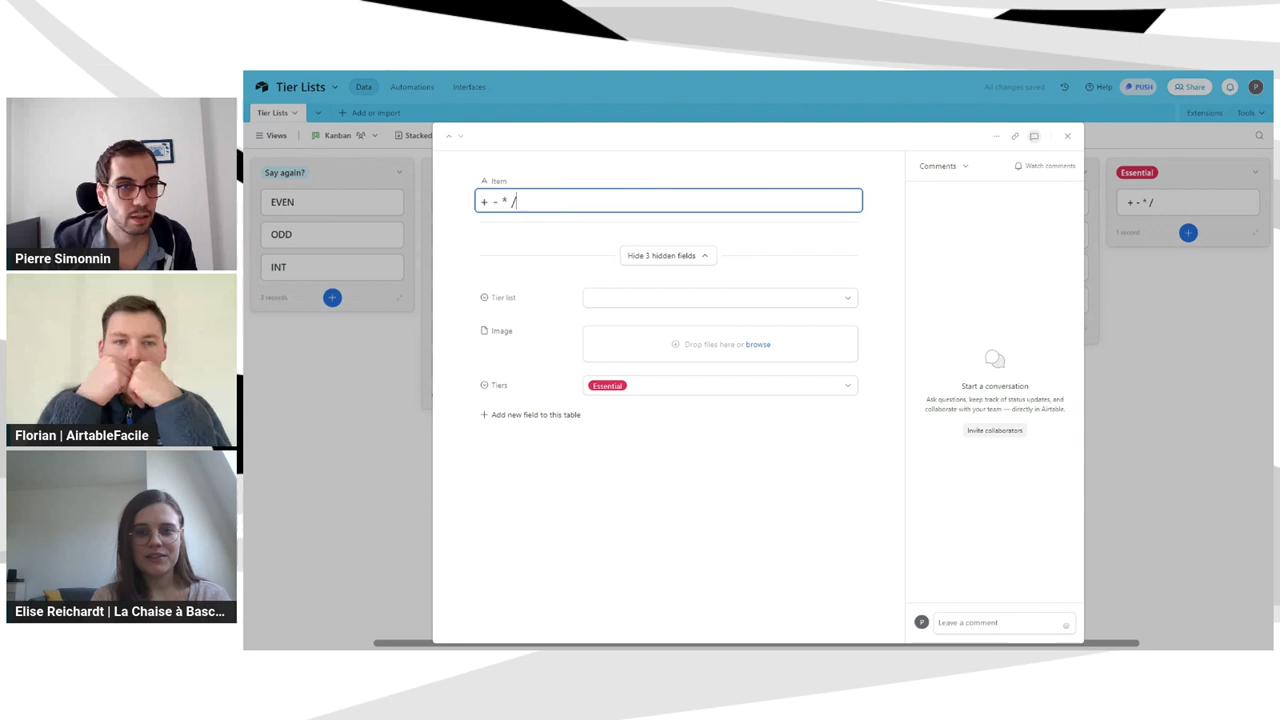 Pierre Simonnin
Florian | AirtableFacile
Elise Reichardt | La Chaise à Basc...
Tier Lists
Data
Automations
Interfaces
All changes saved
Help
PUSH
Share
P
Tier Lists
Add or import
Extensions
Tools
Views
Kanban
Stacked
Say again?
EVEN
ODD
INT
3 records
Item
+ - * /
Hide 3 hidden fields
Tier list
Image
Drop files here or browse
Tiers
Essential
Add new field to this table
Comments
Watch comments
Start a conversation
Ask questions, keep track of status updates, and
collaborate with your team — directly in Airtable.
Invite collaborators
P
Leave a comment
Essential
+ - * /
1 record